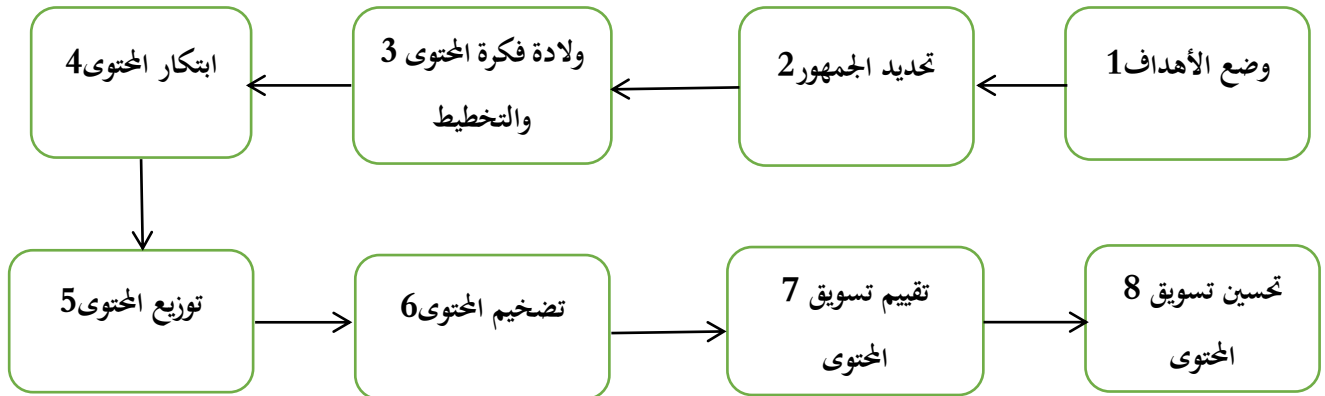 وضع الأهداف1
تحديد الجمهور2
ولادة فكرة المحتوى 3
والتخطيط
ابتكار المحتوى4
توزيع المحتوى5
تضخيم المحتوى6
تقييم تسويق 7
المحتوى
تحسين تسويق 8
المحتوى